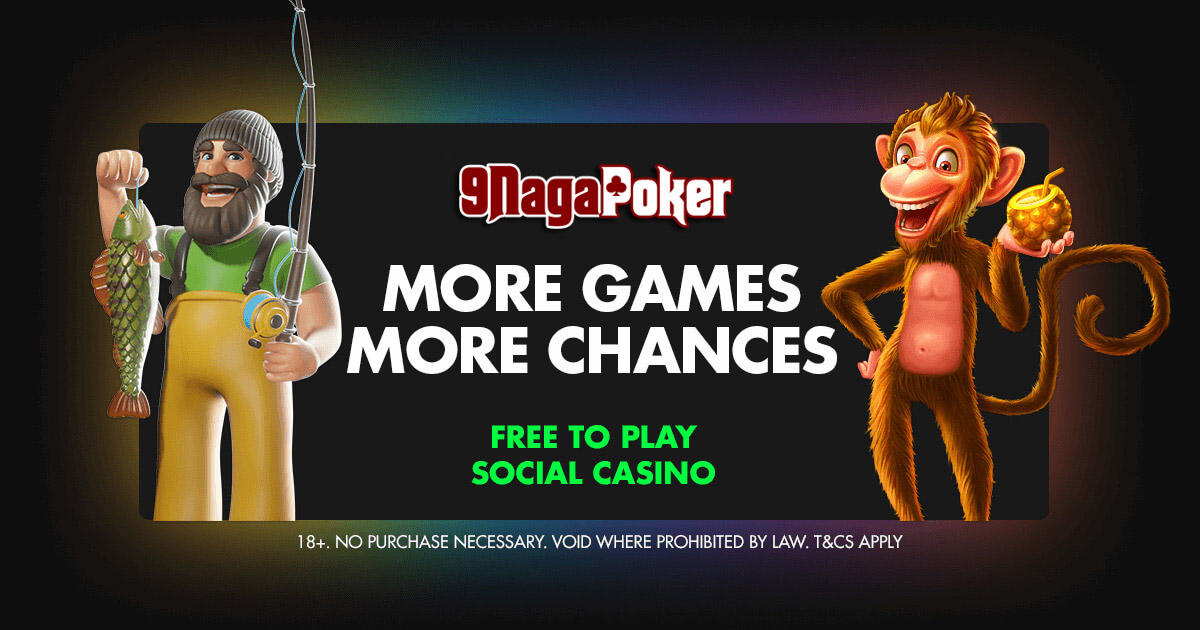 9NagaPoker
MORE GAMES
MORE CHANCES
FREE TO PLAY
SOCIAL CASINO
18+. NO PURCHASE NECESSARY. VOID WHERE PROHIBITED BY LAW. T&CS APPLY